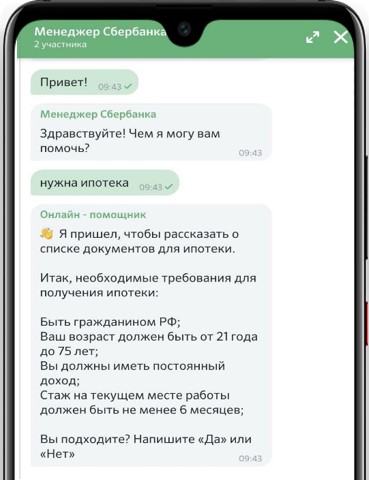 Менеджер Сбербанка
2 участника
Привет!
09:43
Менеджер Сбербанка
Здравствуйте! Чем я могу вам
помочь?
09:43
нужна ипотека
09:43
Онлайн - помощник
👋 Я пришел, чтобы рассказать о
списке документов для ипотеки.
Итак, необходимые требования для
получения ипотеки:
Быть гражданином РФ;
Ваш возраст должен быть от 21 года
до 75 лет;
Вы должны иметь постоянный
доход;
Стаж на текущем месте работы
должен быть не менее 6 месяцев;
Вы подходите? Напишите «Да» или
«Нет»
09:43